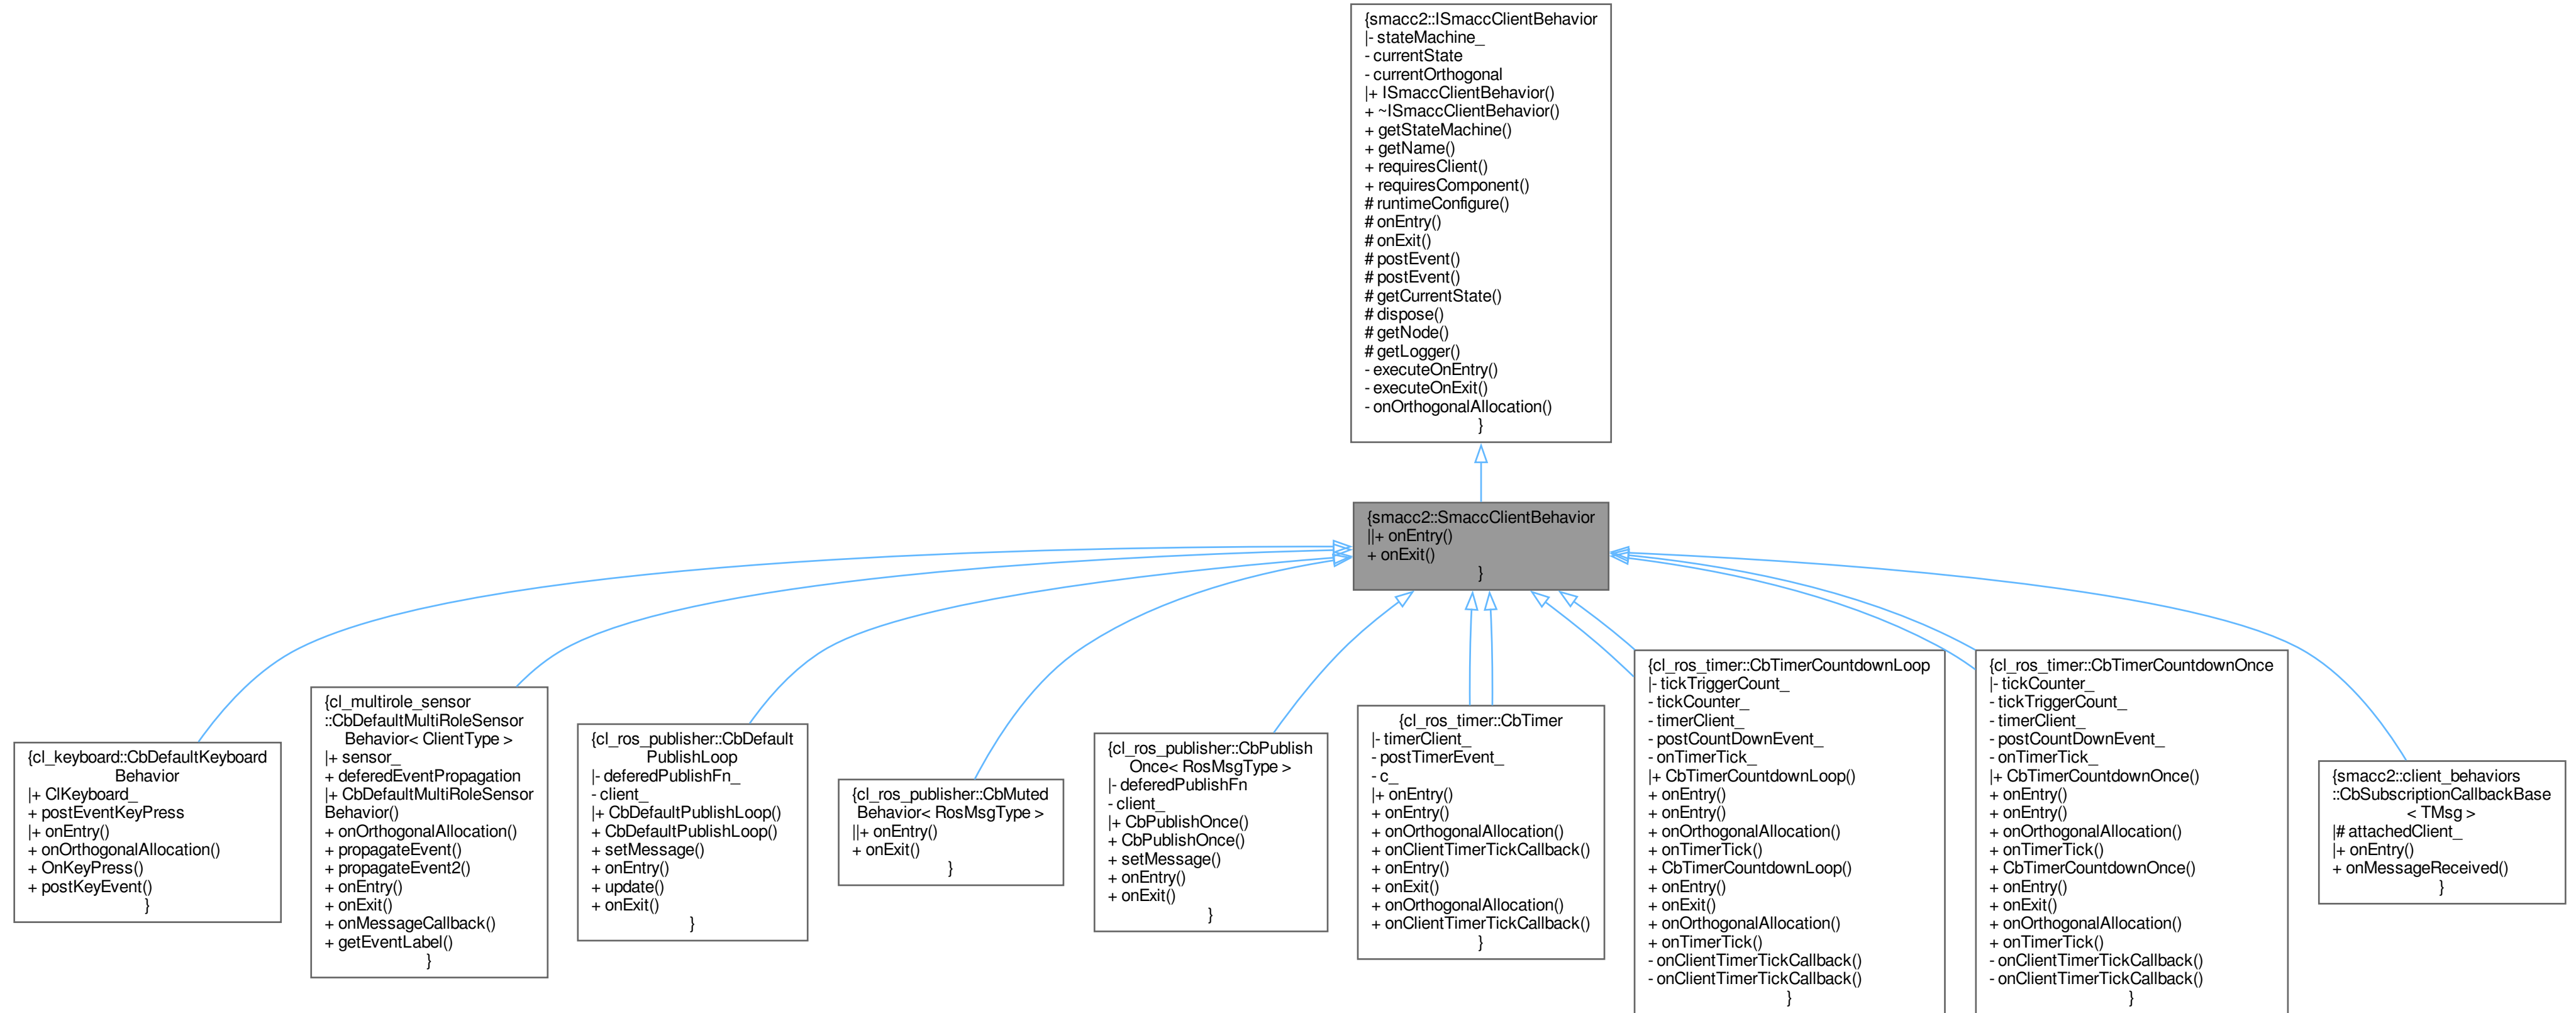 {smacc2::ISmaccClientBehavior
|- stateMachine_
- currentState
- currentOrthogonal
|+ ISmaccClientBehavior()
+ ~ISmaccClientBehavior()
+ getStateMachine()
+ getName()
+ requiresClient()
+ requiresComponent()
# runtimeConfigure()
# onEntry()
# onExit()
# postEvent()
# postEvent()
# getCurrentState()
# dispose()
# getNode()
# getLogger()
- executeOnEntry()
- executeOnExit()
- onOrthogonalAllocation()
}
{smacc2::SmaccClientBehavior
||+ onEntry()
+ onExit()
}
{cl_keyboard::CbDefaultKeyboard
Behavior
|+ ClKeyboard_
+ postEventKeyPress
|+ onEntry()
+ onOrthogonalAllocation()
+ OnKeyPress()
+ postKeyEvent()
}
{cl_multirole_sensor
::CbDefaultMultiRoleSensor
Behavior< ClientType >
|+ sensor_
+ deferedEventPropagation
|+ CbDefaultMultiRoleSensor
Behavior()
+ onOrthogonalAllocation()
+ propagateEvent()
+ propagateEvent2()
+ onEntry()
+ onExit()
+ onMessageCallback()
+ getEventLabel()
}
{cl_ros_publisher::CbDefault
PublishLoop
|- deferedPublishFn_
- client_
|+ CbDefaultPublishLoop()
+ CbDefaultPublishLoop()
+ setMessage()
+ onEntry()
+ update()
+ onExit()
}
{cl_ros_publisher::CbMuted
Behavior< RosMsgType >
||+ onEntry()
+ onExit()
}
{cl_ros_publisher::CbPublish
Once< RosMsgType >
|- deferedPublishFn
- client_
|+ CbPublishOnce()
+ CbPublishOnce()
+ setMessage()
+ onEntry()
+ onExit()
}
{cl_ros_timer::CbTimer
|- timerClient_
- postTimerEvent_
- c_
|+ onEntry()
+ onEntry()
+ onOrthogonalAllocation()
+ onClientTimerTickCallback()
+ onEntry()
+ onExit()
+ onOrthogonalAllocation()
+ onClientTimerTickCallback()
}
{cl_ros_timer::CbTimerCountdownLoop
|- tickTriggerCount_
- tickCounter_
- timerClient_
- postCountDownEvent_
- onTimerTick_
|+ CbTimerCountdownLoop()
+ onEntry()
+ onEntry()
+ onOrthogonalAllocation()
+ onTimerTick()
+ CbTimerCountdownLoop()
+ onEntry()
+ onExit()
+ onOrthogonalAllocation()
+ onTimerTick()
- onClientTimerTickCallback()
- onClientTimerTickCallback()
}
{cl_ros_timer::CbTimerCountdownOnce
|- tickCounter_
- tickTriggerCount_
- timerClient_
- postCountDownEvent_
- onTimerTick_
|+ CbTimerCountdownOnce()
+ onEntry()
+ onEntry()
+ onOrthogonalAllocation()
+ onTimerTick()
+ CbTimerCountdownOnce()
+ onEntry()
+ onExit()
+ onOrthogonalAllocation()
+ onTimerTick()
- onClientTimerTickCallback()
- onClientTimerTickCallback()
}
{smacc2::client_behaviors
::CbSubscriptionCallbackBase
< TMsg >
|# attachedClient_
|+ onEntry()
+ onMessageReceived()
}